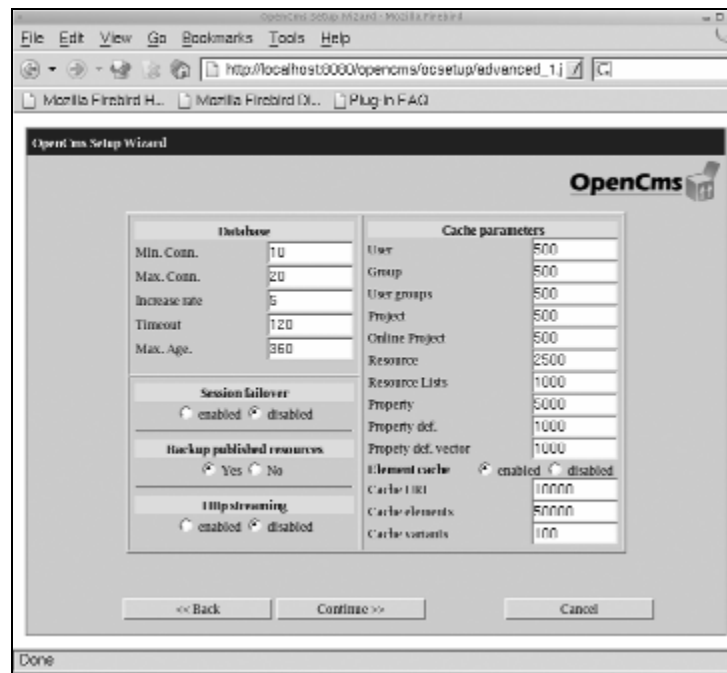 OpenCms Setup Wizard - Mozilla Firebird
File Edit View Go Bookmarks Tools Help
http://localhost:8080/opencms/ocsetup/advanced_1.j
Mozilla Firebird H... Mozilla Firebird Di... Plug-in FAQ
OpenCms Setup Wizard
OpenCms
Database
Min. Conn. 10
Max. Conn. 20
Increase rate 5
Timeout 120
Max. Age. 360
Session failover
enabled disabled
Backup published resources
Yes No
Http streaming
enabled disabled
Cache parameters
User 500
Group 500
User groups 500
Project 500
Online Project 500
Resource 2500
Resource Lists 1000
Property 5000
Property def. 1000
Propety def. vector 1000
Element cache enabled disabled
Cache URI 10000
Cache elements 50000
Cache variants 100
<< Back Continue >> Cancel
Done